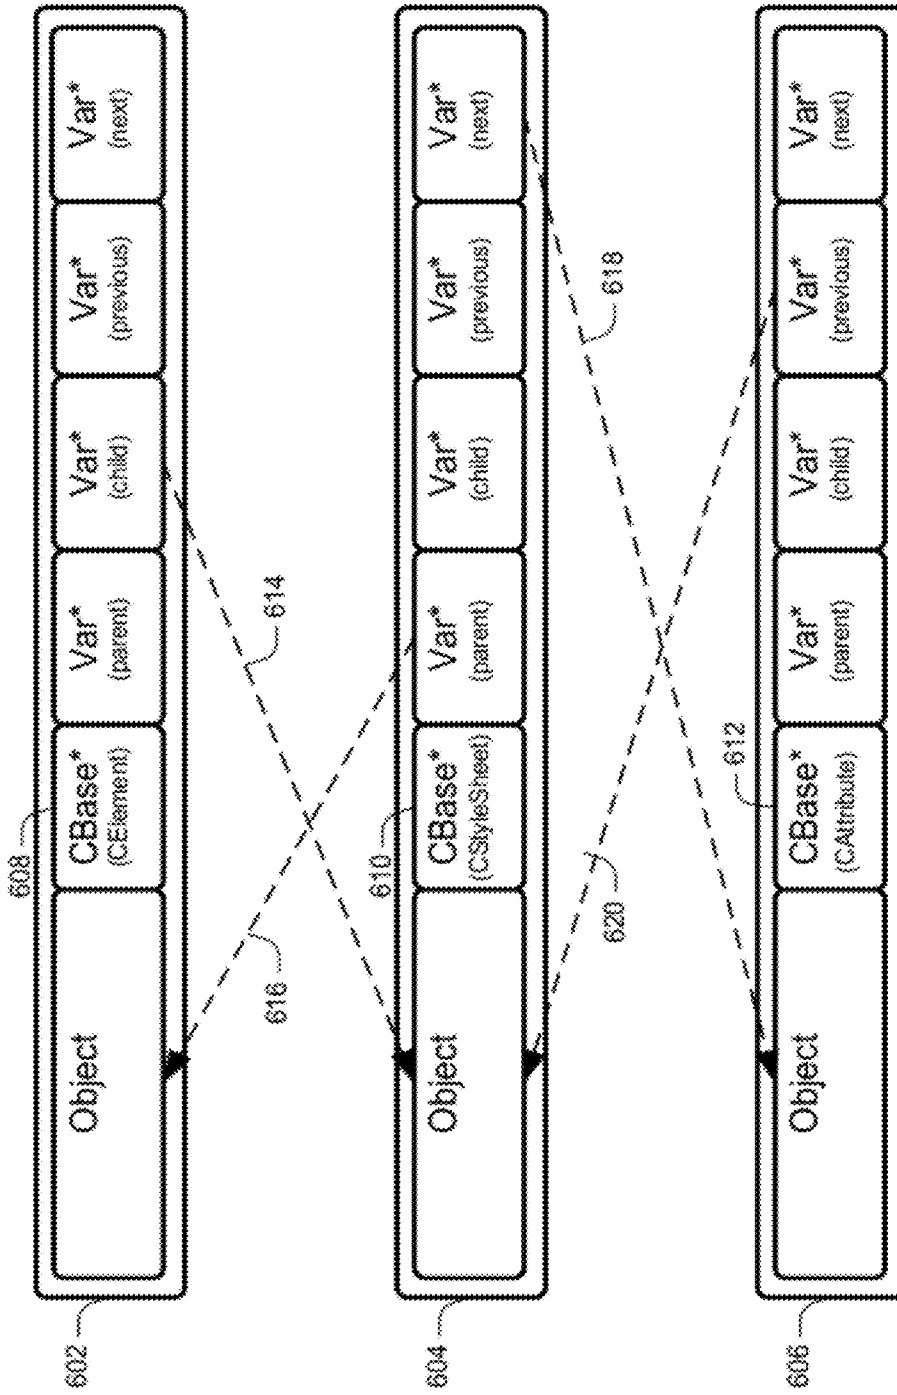 602
Object
608
CBase*
(CElement)
Var*
(parent)
Var*
(child)
Var*
(previous)
Var*
(next)
616
614
604
Object
610
CBase*
(CStyleSheet)
Var*
(parent)
Var*
(child)
Var*
(previous)
Var*
(next)
620
618
606
Object
612
CBase*
(CAttribute)
Var*
(parent)
Var*
(child)
Var*
(previous)
Var*
(next)